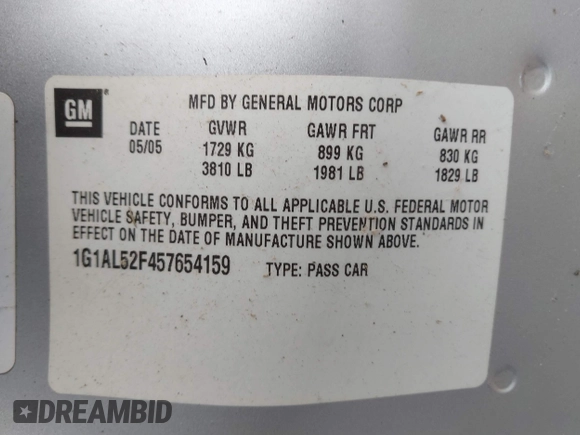 GM
MFD BY GENERAL MOTORS CORP
DATE GVWR GAWR FRT GAWR RR
05/05 1729 KG 899 KG 830 KG
3810 LB 1981 LB 1829 LB
THIS VEHICLE CONFORMS TO ALL APPLICABLE U.S. FEDERAL MOTOR
VEHICLE SAFETY, BUMPER, AND THEFT PREVENTION STANDARDS IN
EFFECT ON THE DATE OF MANUFACTURE SHOWN ABOVE.
1G1AL52F457654159 TYPE: PASS CAR
DREAMBID